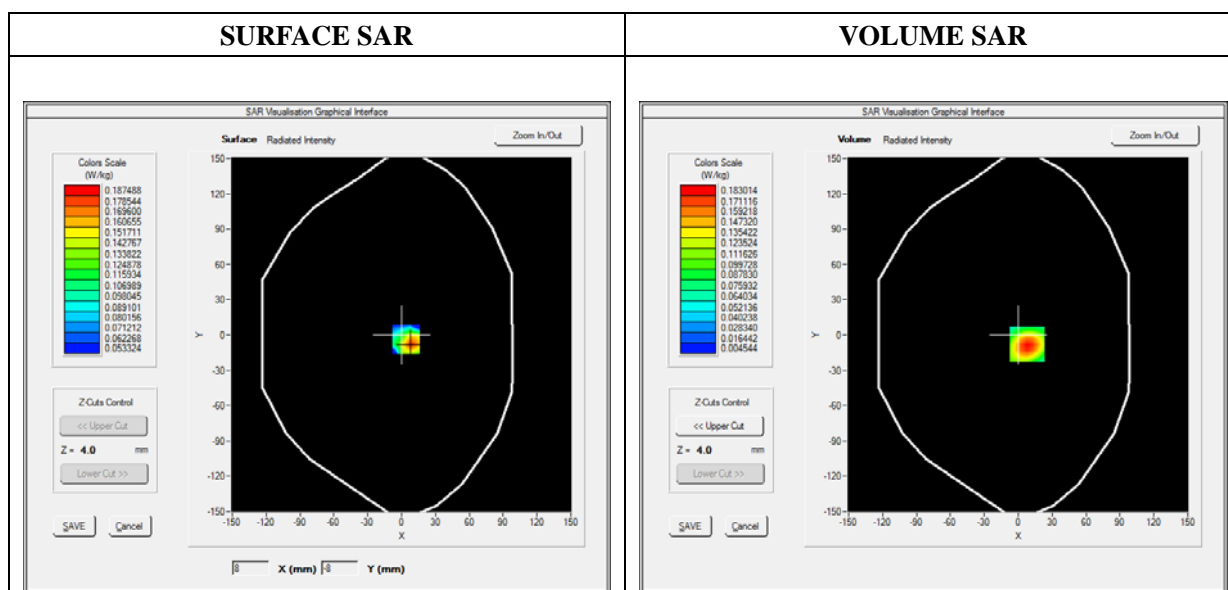 SURFACE SAR
VOLUME SAR
SAR Visualisation Graphical Interface
Surface Radiated Intensity
Zoom In/Out
Colors Scale
(W/kg)
0.187488
0.178544
0.169600
0.160655
0.151711
0.142767
0.133822
0.124878
0.115934
0.106989
0.098045
0.089101
0.080156
0.071212
0.062268
0.053324
Z-Cuts Control
<< Upper Cut
Z = 4.0 mm
Lower Cut >>
SAVE Cancel
150
120
90
60
30
0
-30
-60
-90
-120
-150
Y
-150 -120 -90 -60 -30 0 30 60 90 120 150
X
8 X (mm) -8 Y (mm)
SAR Visualisation Graphical Interface
Volume Radiated Intensity
Zoom In/Out
Colors Scale
(W/kg)
0.183014
0.171116
0.159218
0.147320
0.135422
0.123524
0.111626
0.099728
0.087830
0.075932
0.064034
0.052136
0.040238
0.028340
0.016442
0.004544
Z-Cuts Control
<< Upper Cut
Z = 4.0 mm
Lower Cut >>
SAVE Cancel
150
120
90
60
30
0
-30
-60
-90
-120
-150
Y
-150 -120 -90 -60 -30 0 30 60 90 120 150
X